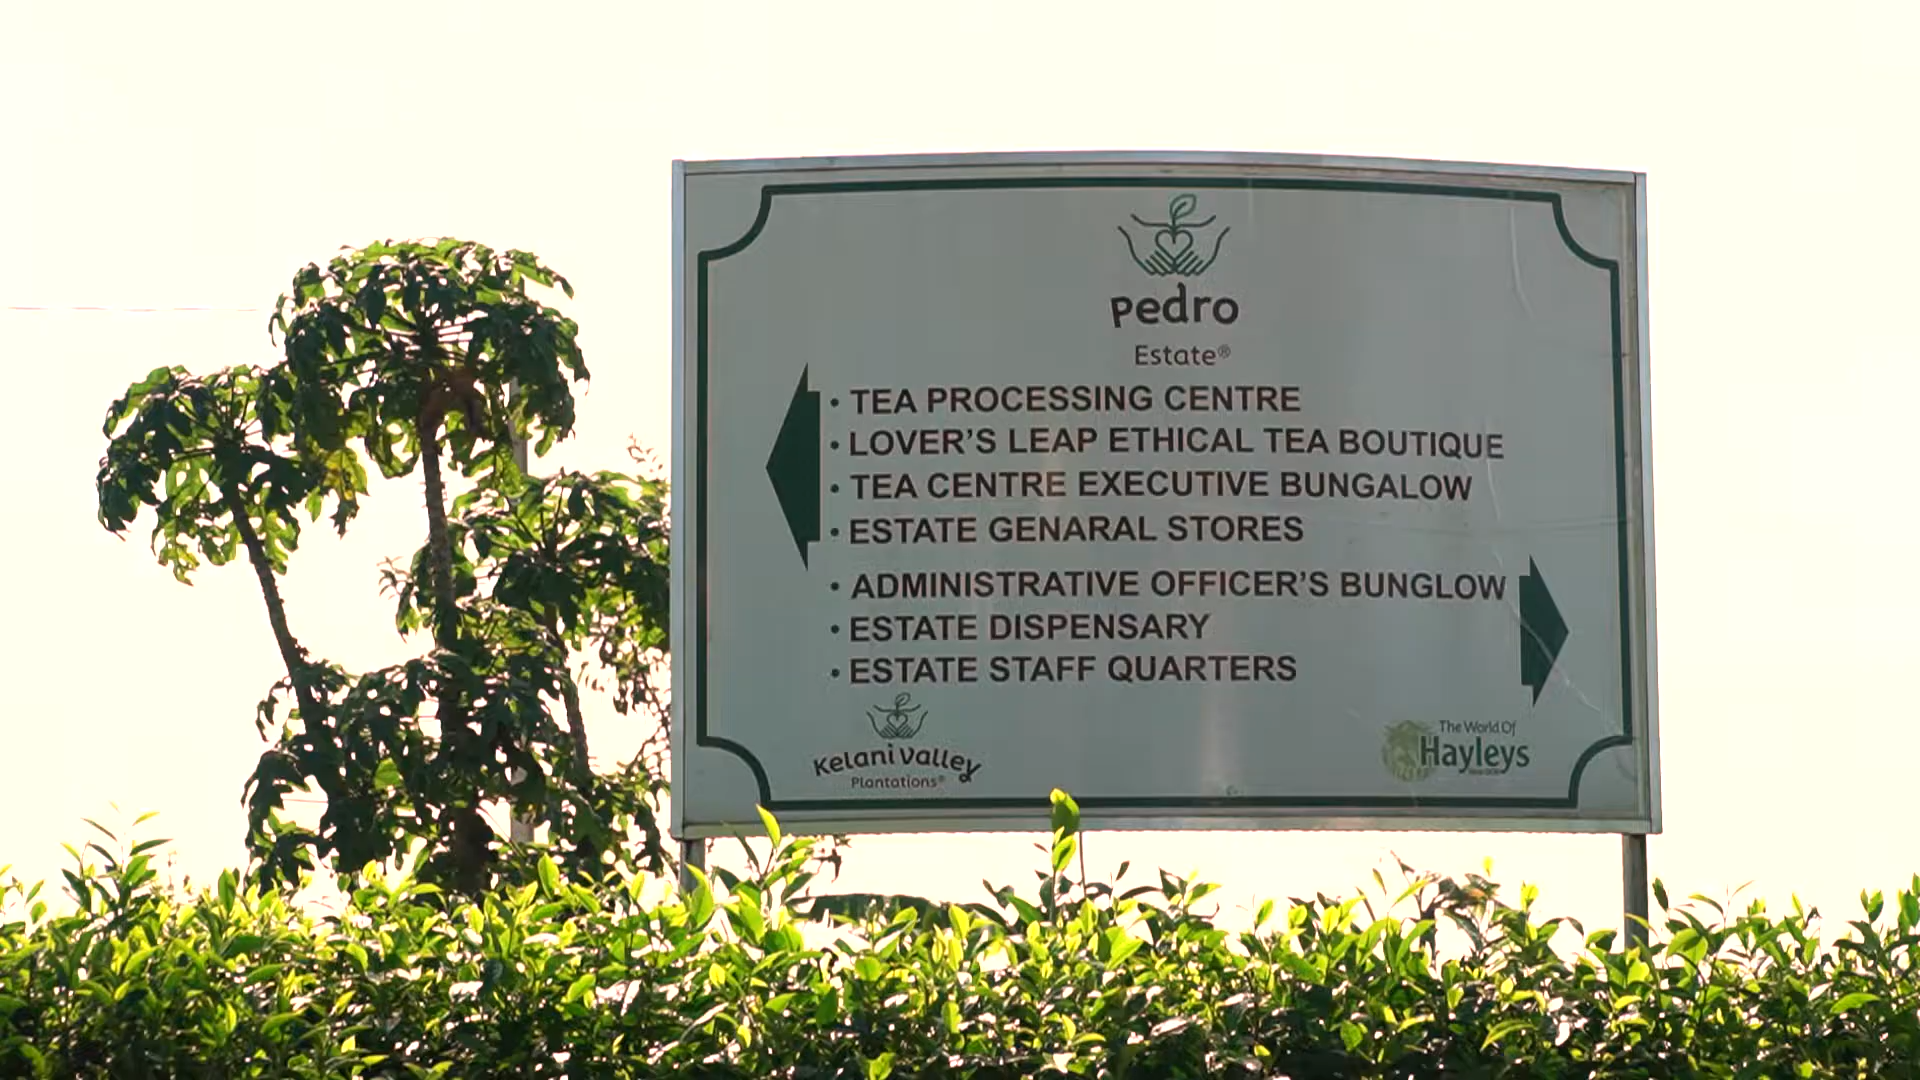 pedro
Estate®
• TEA PROCESSING CENTRE
• LOVER'S LEAP ETHICAL TEA BOUTIQUE
• TEA CENTRE EXECUTIVE BUNGALOW
• ESTATE GENARAL STORES
• ADMINISTRATIVE OFFICER'S BUNGLOW
• ESTATE DISPENSARY
• ESTATE STAFF QUARTERS
Kelani Valley
Plantations®
The World Of
Hayleys